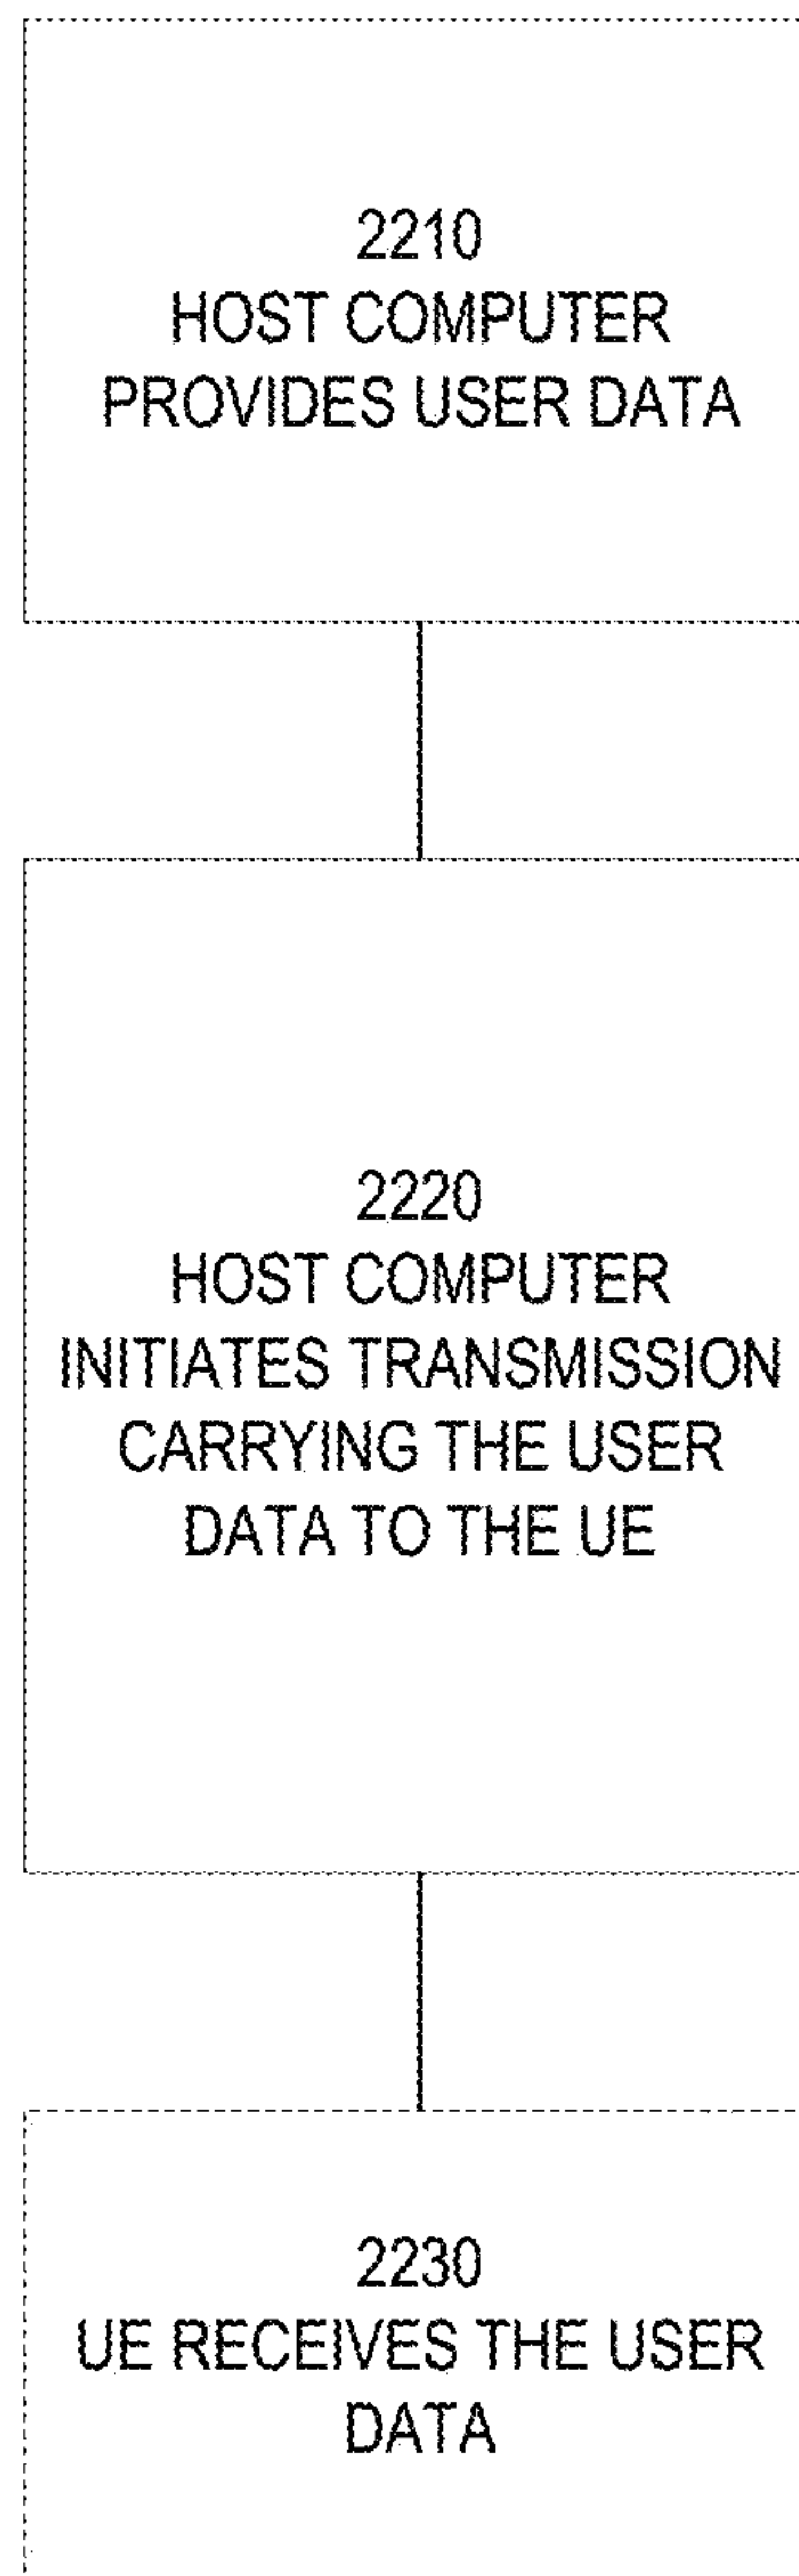 2210
HOST COMPUTER
PROVIDES USER DATA
2220
HOST COMPUTER
INITIATES TRANSMISSION
CARRYING THE USER
DATA TO THE UE
2230
UE RECEIVES THE USER
DATA